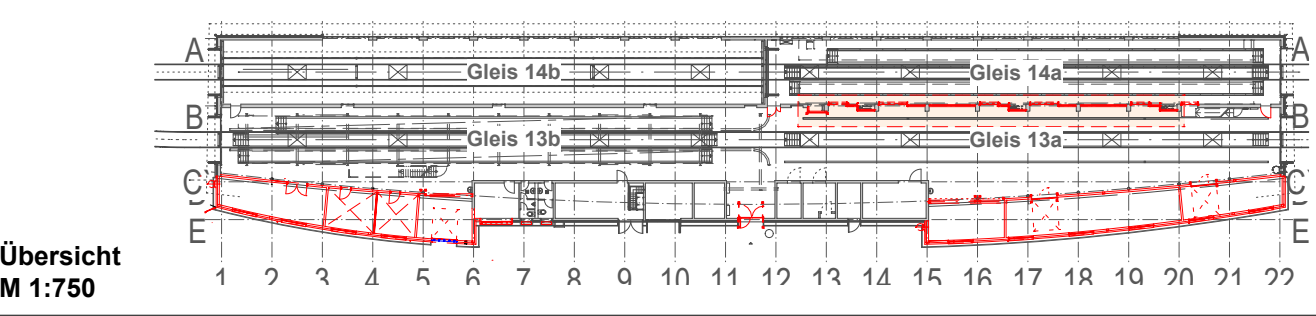 A A
Gleis 14b Gleis 14a
B B
Gleis 13b Gleis 13a
C C
E E
Übersicht
M 1:750
1 2 3 4 5 6 7 8 9 10 11 12 13 14 15 16 17 18 19 20 21 22